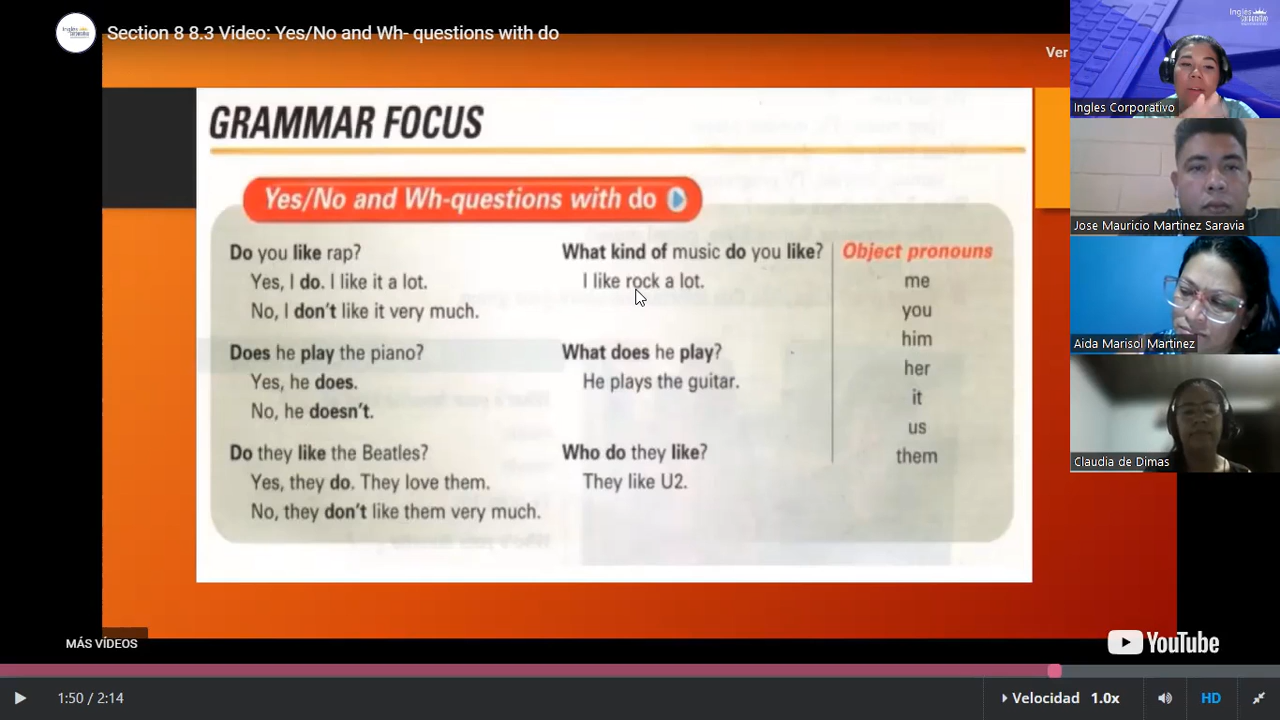 Section 8 8.3 Video: Yes/No and Wh- questions with do
Ver
GRAMMAR FOCUS
Yes/No and Wh-questions with do
Do you like rap?
Yes, I do. I like it a lot.
No, I don't like it very much.
Does he play the piano?
Yes, he does.
No, he doesn't.
Do they like the Beatles?
Yes, they do. They love them.
No, they don't like them very much.
What kind of music do you like?
I like rock a lot.
What does he play?
He plays the guitar.
Who do they like?
They like U2.
Object pronouns
me
you
him
her
it
us
them
Ingles Corporativo
Jose Mauricio Martinez Saravia
Aida Marisol Martinez
Claudia de Dimas
MÁS VÍDEOS
YouTube
1:50 / 2:14
Velocidad 1.0x
HD